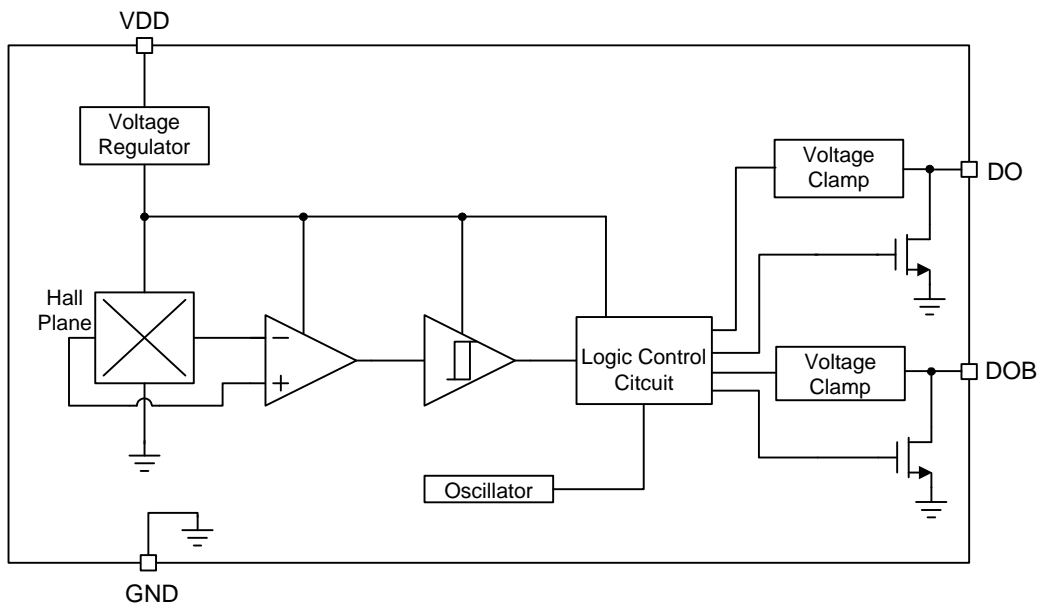 VDD
Voltage
Regulator
Voltage
Clamp
DO
Hall
Plane
−
+
Logic Control
Citcuit
Voltage
Clamp
DOB
Oscillator
GND